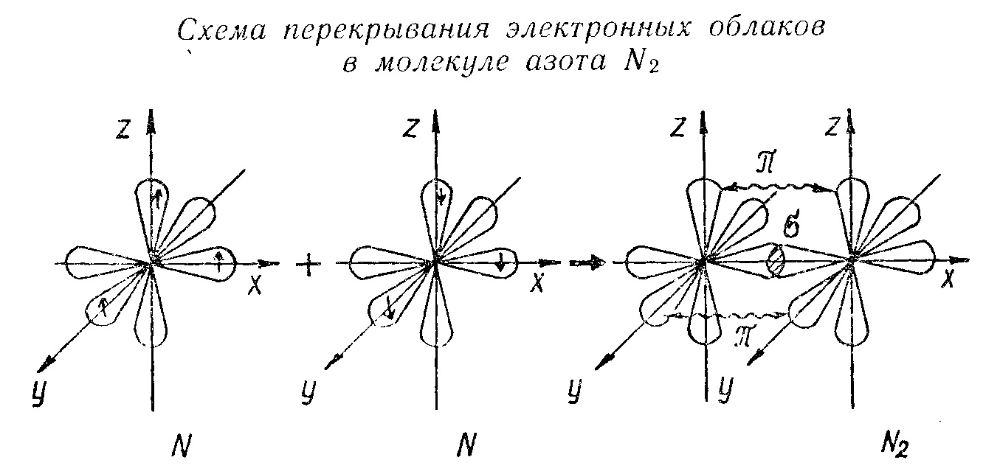 Схема перекрывания электронных облаков
в молекуле азота N₂
Z Z Z Z
π
σ
X + X X
π
y y y y
N N N₂